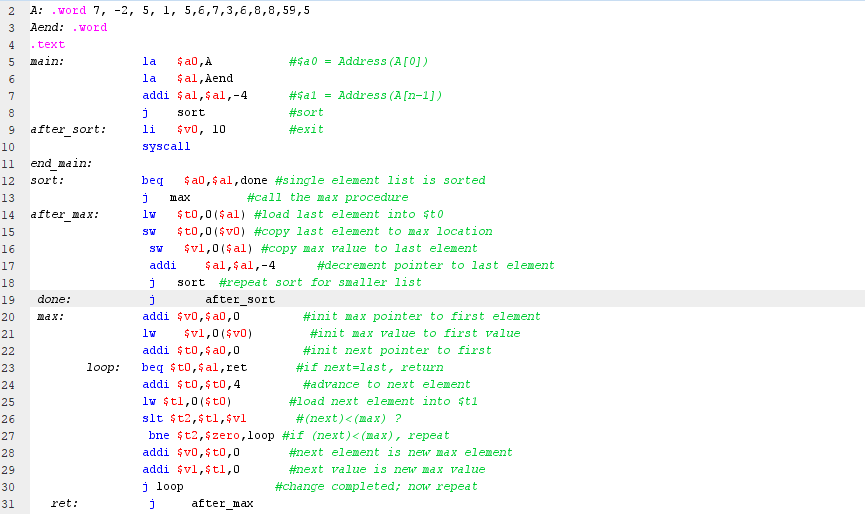 2 A: .word 7, -2, 5, 1, 5,6,7,3,6,8,8,59,5
3 Aend: .word
4 .text
5 main: la $a0,A #$a0 = Address(A[0])
6 la $a1,Aend
7 addi $a1,$a1,-4 #$a1 = Address(A[n-1])
8 j sort #sort
9 after_sort: li $v0, 10 #exit
10 syscall
11 end_main:
12 sort: beq $a0,$a1,done #single element list is sorted
13 j max #call the max procedure
14 after_max: lw $t0,0($a1) #load last element into $t0
15 sw $t0,0($v0) #copy last element to max location
16 sw $v1,0($a1) #copy max value to last element
17 addi $a1,$a1,-4 #decrement pointer to last element
18 j sort #repeat sort for smaller list
19 done: j after_sort
20 max: addi $v0,$a0,0 #init max pointer to first element
21 lw $v1,0($v0) #init max value to first value
22 addi $t0,$a0,0 #init next pointer to first
23 loop: beq $t0,$a1,ret #if next=last, return
24 addi $t0,$t0,4 #advance to next element
25 lw $t1,0($t0) #load next element into $t1
26 slt $t2,$t1,$v1 #(next)<(max) ?
27 bne $t2,$zero,loop #if (next)<(max), repeat
28 addi $v0,$t0,0 #next element is new max element
29 addi $v1,$t1,0 #next value is new max value
30 j loop #change completed; now repeat
31 ret: j after_max